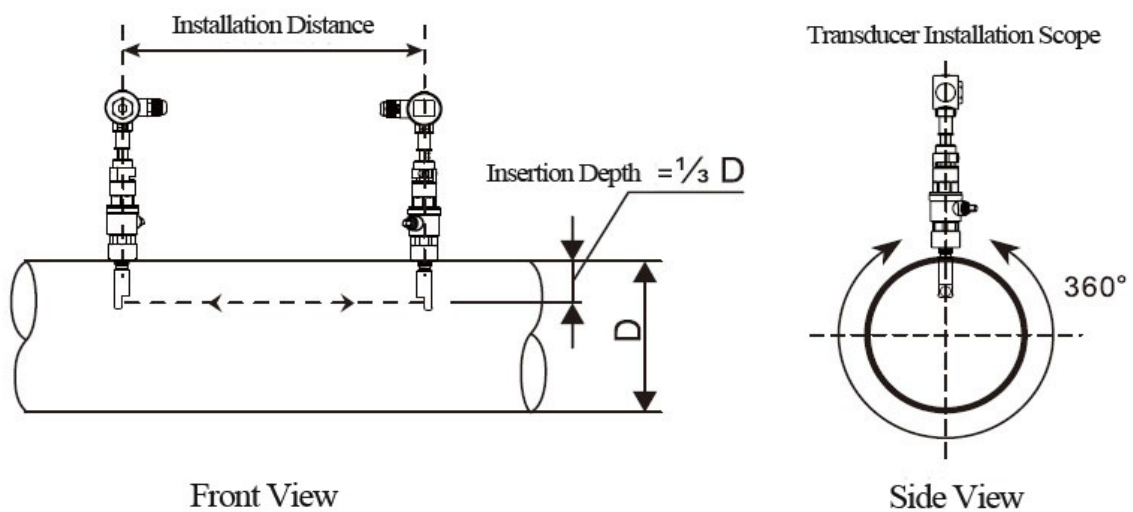 Installation Distance
Transducer Installation Scope
Insertion Depth =⅓ D
360°
D
Front View
Side View